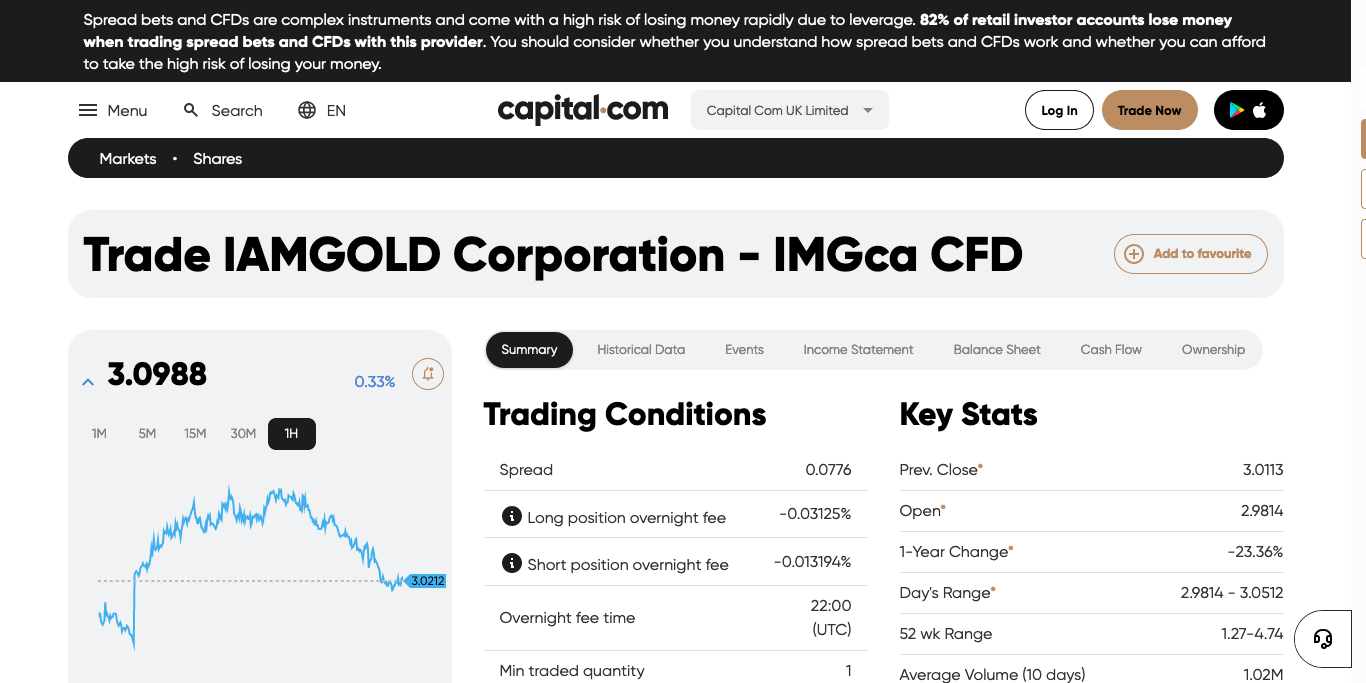 Spread bets and CFDs are complex instruments and come with a high risk of losing money rapidly due to leverage. 82% of retail investor accounts lose money
when trading spread bets and CFDs with this provider. You should consider whether you understand how spread bets and CFDs work and whether you can afford
to take the high risk of losing your money.
Menu Search EN capital.com Capital Com UK Limited Log In Trade Now
Markets • Shares
Trade IAMGOLD Corporation - IMGca CFD Add to favourite
3.0988 0.33%
1M 5M 15M 30M 1H
3.0212
Summary Historical Data Events Income Statement Balance Sheet Cash Flow Ownership
Trading Conditions
Spread 0.0776
Long position overnight fee -0.03125%
Short position overnight fee -0.013194%
Overnight fee time 22:00
(UTC)
Min traded quantity 1
Key Stats
Prev. Close* 3.0113
Open* 2.9814
1-Year Change* -23.36%
Day's Range* 2.9814 - 3.0512
52 wk Range 1.27-4.74
Average Volume (10 days) 1.02M